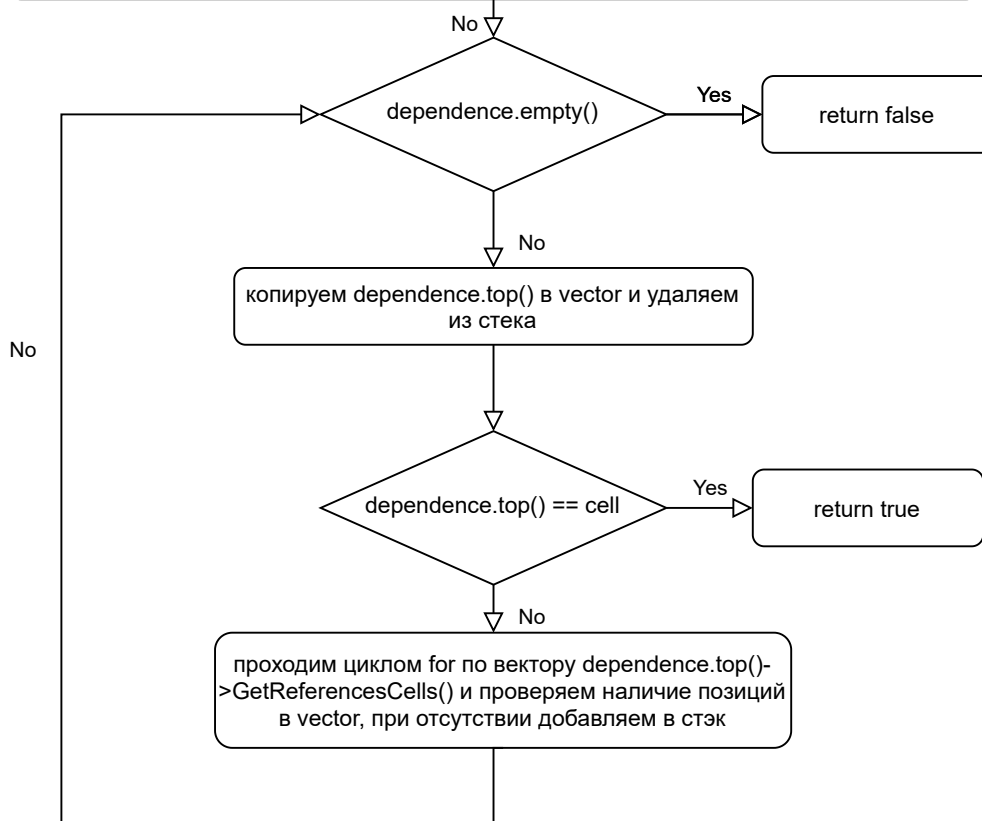 No
dependence.empty()
Yes
return false
No
копируем dependence.top() в vector и удаляем
из стека
No
dependence.top() == cell
Yes
return true
No
проходим циклом for по вектору dependence.top()-
>GetReferencesCells() и проверяем наличие позиций
в vector, при отсутствии добавляем в стэк